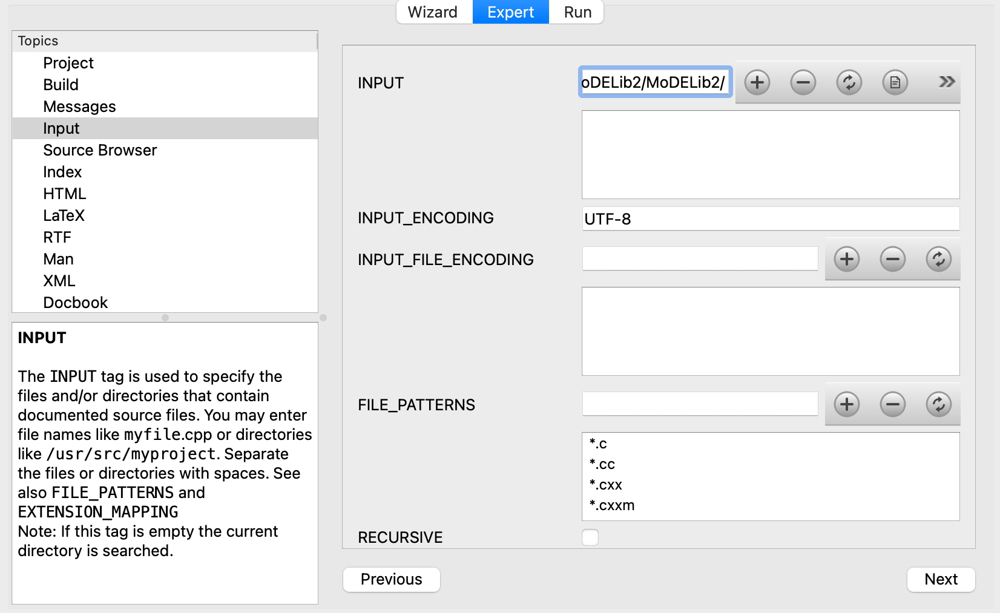 Wizard Expert Run
Topics
Project
Build
Messages
Input
Source Browser
Index
HTML
LaTeX
RTF
Man
XML
Docbook
INPUT
The INPUT tag is used to specify the
files and/or directories that contain
documented source files. You may enter
file names like myfile.cpp or directories
like /usr/src/myproject. Separate
the files or directories with spaces. See
also FILE_PATTERNS and
EXTENSION_MAPPING
Note: If this tag is empty the current
directory is searched.
INPUT oDELib2/MoDELib2/
INPUT_ENCODING UTF-8
INPUT_FILE_ENCODING
FILE_PATTERNS
*.c
*.cc
*.cxx
*.cxxm
RECURSIVE
Previous Next